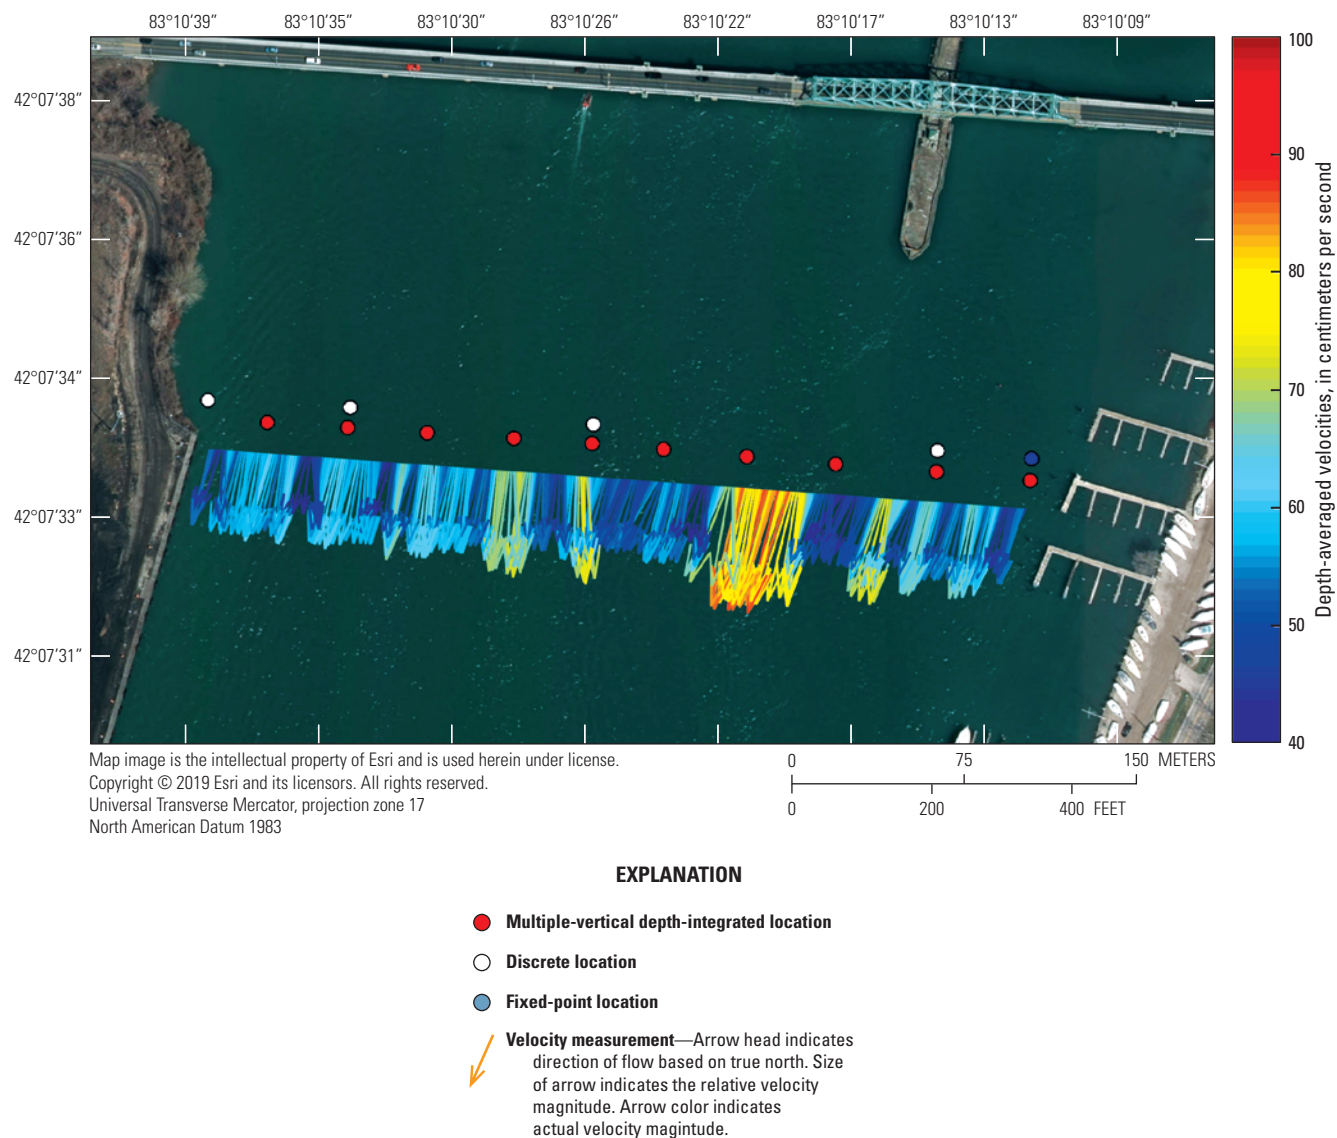 83°10'39" 83°10'35" 83°10'30" 83°10'26" 83°10'22" 83°10'17" 83°10'13" 83°10'09"
42°07'38"
42°07'36"
42°07'34"
42°07'33"
42°07'31"
100
90
80
70
60
50
40
Depth-averaged velocities, in centimeters per second
Map image is the intellectual property of Esri and is used herein under license.
Copyright © 2019 Esri and its licensors. All rights reserved.
Universal Transverse Mercator, projection zone 17
North American Datum 1983
0 75 150 METERS
0 200 400 FEET
EXPLANATION
Multiple-vertical depth-integrated location
Discrete location
Fixed-point location
Velocity measurement—Arrow head indicates
direction of flow based on true north. Size
of arrow indicates the relative velocity
magnitude. Arrow color indicates
actual velocity magintude.